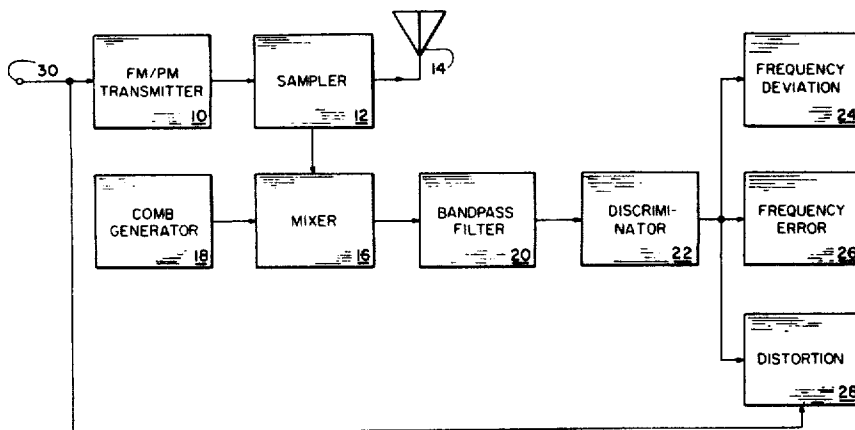 30
FM/PM
TRANSMITTER
10
SAMPLER
12
14
FREQUENCY
DEVIATION
24
COMB
GENERATOR
18
MIXER
16
BANDPASS
FILTER
20
DISCRIMI-
NATOR
22
FREQUENCY
ERROR
26
DISTORTION
28